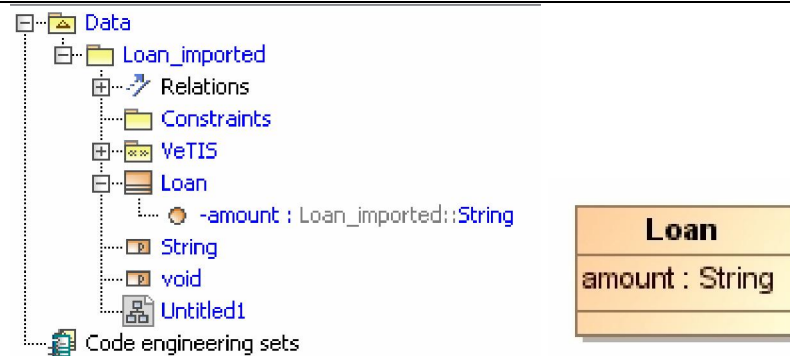 Data
Loan_imported
Relations
Constraints
VeTIS
Loan
-amount : Loan_imported::String
String
void
Untitled1
Code engineering sets
Loan
amount : String